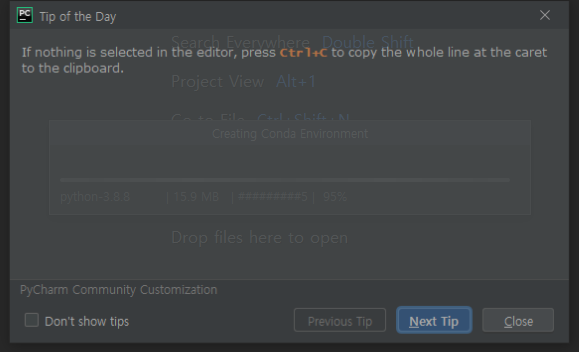 PC Tip of the Day
If nothing is selected in the editor, press Ctrl+C to copy the whole line at the caret
to the clipboard.
Search Everywhere Double Shift
Project View Alt+1
Go to File Ctrl+Shift+N
Creating Conda Environment
python-3.8.8 | 15.9 MB | #########5 | 95%
Drop files here to open
PyCharm Community Customization
Don't show tips
Previous Tip
Next Tip
Close